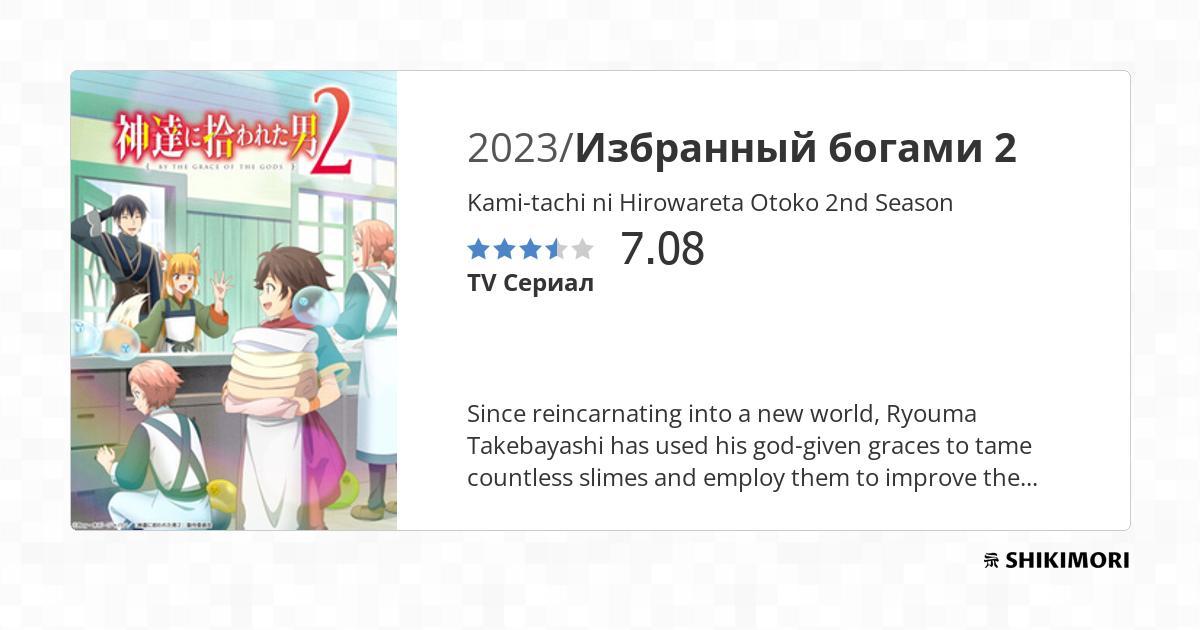 神達に拾われた男2
{ BY THE GRACE OF THE GODS }
2023/Избранный богами 2
Kami-tachi ni Hirowareta Otoko 2nd Season
7.08
TV Сериал
Since reincarnating into a new world, Ryouma
Takebayashi has used his god-given graces to tame
countless slimes and employ them to improve the...
SHIKIMORI